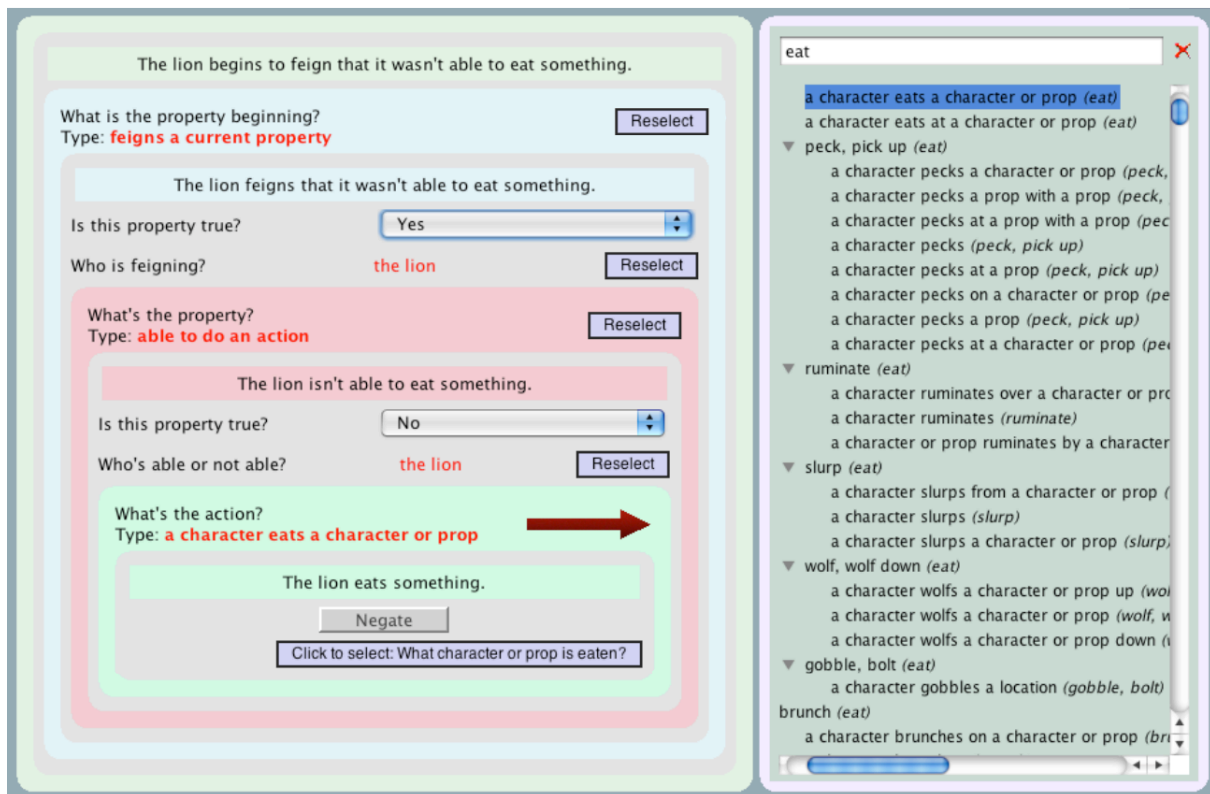 The lion begins to feign that it wasn't able to eat something.
What is the property beginning?
Reselect
Type: feigns a current property
The lion feigns that it wasn't able to eat something.
Is this property true?
Yes
Who is feigning?
the lion
Reselect
What's the property?
Reselect
Type: able to do an action
The lion isn't able to eat something.
Is this property true?
No
Who's able or not able?
the lion
Reselect
What's the action?
Type: a character eats a character or prop
The lion eats something.
Negate
Click to select: What character or prop is eaten?
eat
a character eats a character or prop (eat)
a character eats at a character or prop (eat)
peck, pick up (eat)
a character pecks a character or prop (peck,
a character pecks a prop with a prop (peck,
a character pecks at a prop with a prop (pec
a character pecks (peck, pick up)
a character pecks at a prop (peck, pick up)
a character pecks on a character or prop (pe
a character pecks a prop (peck, pick up)
a character pecks at a character or prop (pe
ruminate (eat)
a character ruminates over a character or pro
a character ruminates (ruminate)
a character or prop ruminates by a character
slurp (eat)
a character slurps from a character or prop (
a character slurps (slurp)
a character slurps a character or prop (slurp)
wolf, wolf down (eat)
a character wolfs a character or prop up (wol
a character wolfs a character or prop (wolf, w
a character wolfs a character or prop down (
gobble, bolt (eat)
a character gobbles a location (gobble, bolt)
brunch (eat)
a character brunches on a character or prop (br